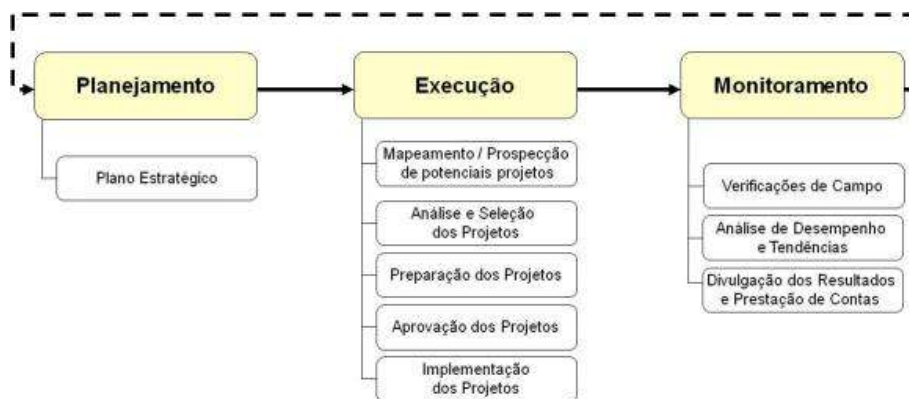 Planejamento
Plano Estratégico
Execução
Mapeamento / Prospecção
de potenciais projetos
Análise e Seleção
dos Projetos
Preparação dos Projetos
Aprovação dos Projetos
Implementação
dos Projetos
Monitoramento
Verificações de Campo
Análise de Desempenho
e Tendências
Divulgação dos Resultados
e Prestação de Contas